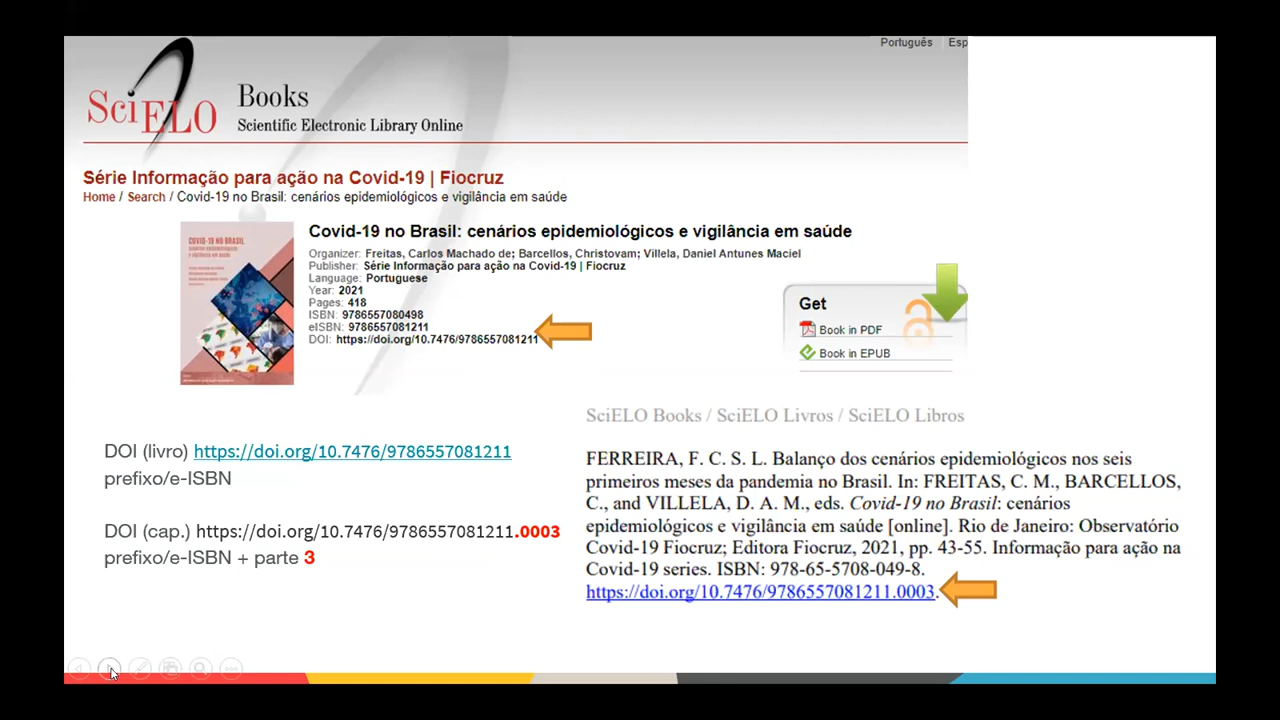 Português Esp
SciELO Books
Scientific Electronic Library Online
Série Informação para ação na Covid-19 | Fiocruz
Home / Search / Covid-19 no Brasil: cenários epidemiológicos e vigilância em saúde
COVID-19 NO BRASIL
cenários epidemiológicos
e vigilância em saúde
Covid-19 no Brasil: cenários epidemiológicos e vigilância em saúde
Organizer: Freitas, Carlos Machado de; Barcellos, Christovam; Villela, Daniel Antunes Maciel
Publisher: Série Informação para ação na Covid-19 | Fiocruz
Language: Portuguese
Year: 2021
Pages: 418
ISBN: 9786557080498
eISBN: 9786557081211
DOI: https://doi.org/10.7476/9786557081211
Get
Book in PDF
Book in EPUB
DOI (livro) https://doi.org/10.7476/9786557081211
prefixo/e-ISBN
DOI (cap.) https://doi.org/10.7476/9786557081211.0003
prefixo/e-ISBN + parte 3
SciELO Books / SciELO Livros / SciELO Libros
FERREIRA, F. C. S. L. Balanço dos cenários epidemiológicos nos seis
primeiros meses da pandemia no Brasil. In: FREITAS, C. M., BARCELLOS,
C., and VILLELA, D. A. M., eds. Covid-19 no Brasil: cenários
epidemiológicos e vigilância em saúde [online]. Rio de Janeiro: Observatório
Covid-19 Fiocruz; Editora Fiocruz, 2021, pp. 43-55. Informação para ação na
Covid-19 series. ISBN: 978-65-5708-049-8.
https://doi.org/10.7476/9786557081211.0003.